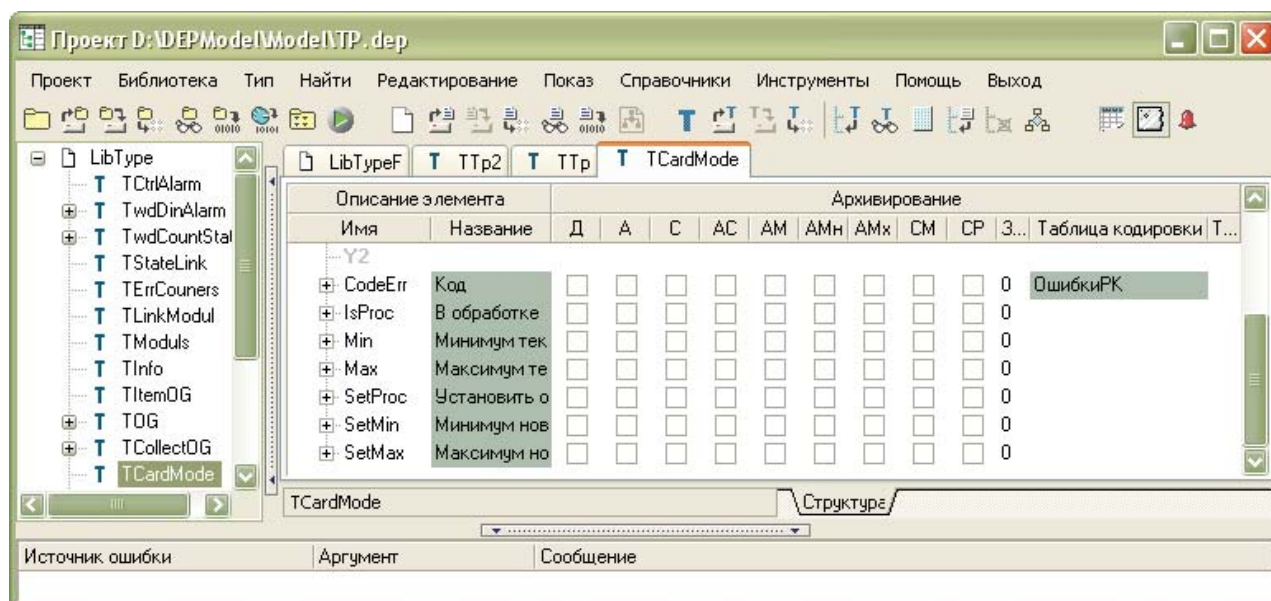 Проект D:\DEPModel\Model\TP.dep
Проект Библиотека Тип Найти Редактирование Показ Справочники Инструменты Помощь Выход
LibType
TCtrlAlarm
TwdDinAlarm
TwdCountStat
TStateLink
TErrCouners
TLinkModul
TModuls
TInfo
TItemOG
TOG
TCollectOG
TCardMode
LibTypeF TTp2 TTp TCardMode
Описание элемента Архивирование
Имя Название Д А С АС АМ АМн АМх СМ СР З... Таблица кодировки Т...
Y2
CodeErr Код 0 ОшибкиРК
IsProc В обработке 0
Min Минимум тек 0
Max Максимум те 0
SetProc Установить о 0
SetMin Минимум нов 0
SetMax Максимум но 0
TCardMode Структура
Источник ошибки Аргумент Сообщение